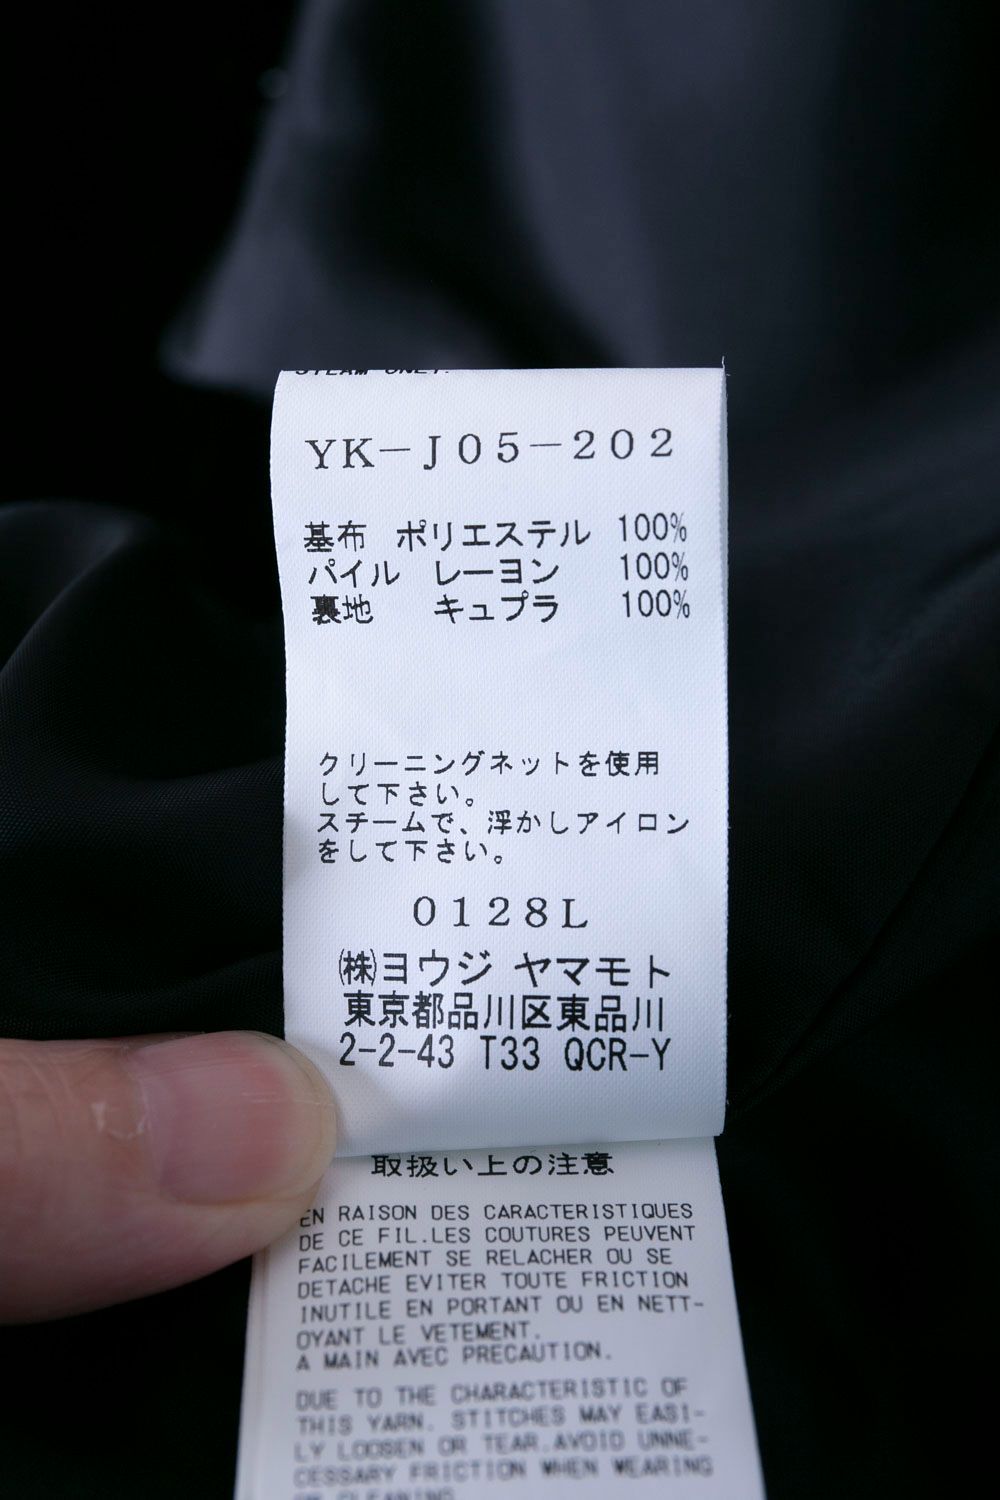 STEAM ONLY.
YK-J05-202
基布 ポリエステル 100%
パイル レーヨン 100%
裏地 キュプラ 100%
クリーニングネットを使用
して下さい。
スチームで、浮かしアイロン
をして下さい。
0128L
㈱ヨウジ ヤマモト
東京都品川区東品川
2-2-43 T33 QCR-Y
取扱い上の注意
EN RAISON DES CARACTERISTIQUES
DE CE FIL.LES COUTURES PEUVENT
FACILEMENT SE RELACHER OU SE
DETACHE EVITER TOUTE FRICTION
INUTILE EN PORTANT OU EN NETT-
OYANT LE VETEMENT.
A MAIN AVEC PRECAUTION.
DUE TO THE CHARACTERISTIC OF
THIS YARN. STITCHES MAY EASI-
LY LOOSEN OR TEAR.AVOID UNNE-
CESSARY FRICTION WHEN WEARING
OR CLEANING